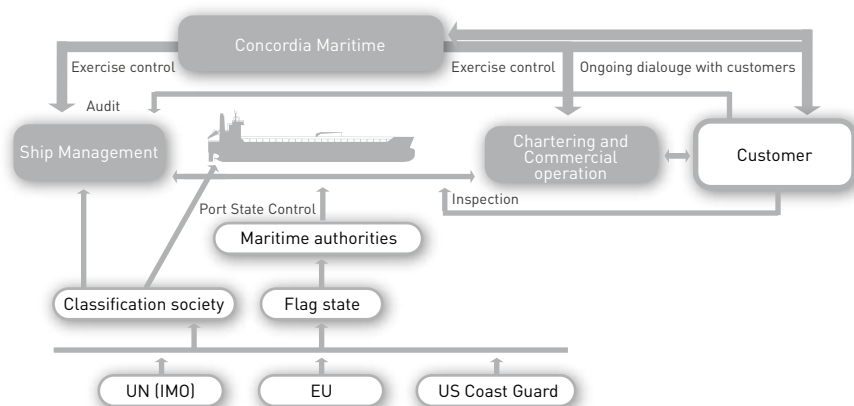 Concordia Maritime
Exercise control
Exercise control
Ongoing dialouge with customers
Audit
Ship Management
Chartering and
Commercial
operation
Customer
Port State Control
Inspection
Maritime authorities
Classification society
Flag state
UN (IMO)
EU
US Coast Guard